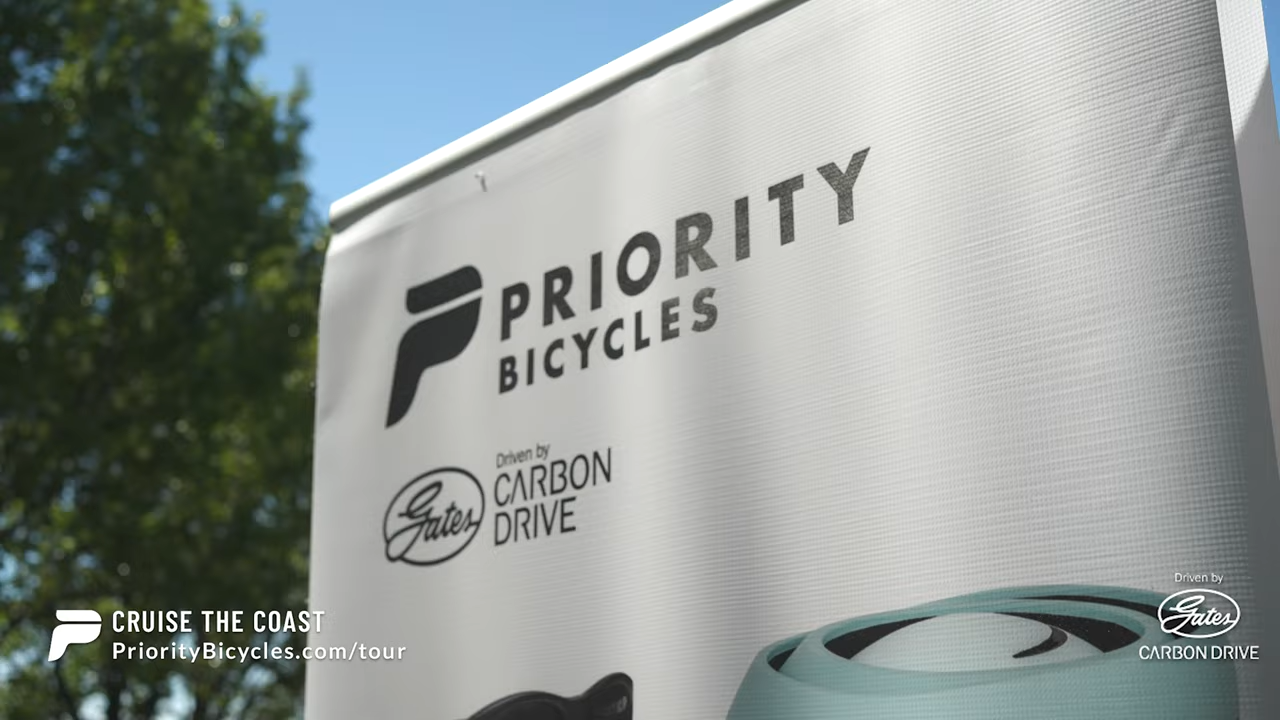 PRIORITY
BICYCLES
Driven by
Gates
CARBON
DRIVE
CRUISE THE COAST
PriorityBicycles.com/tour
Driven by
Gates
CARBON DRIVE